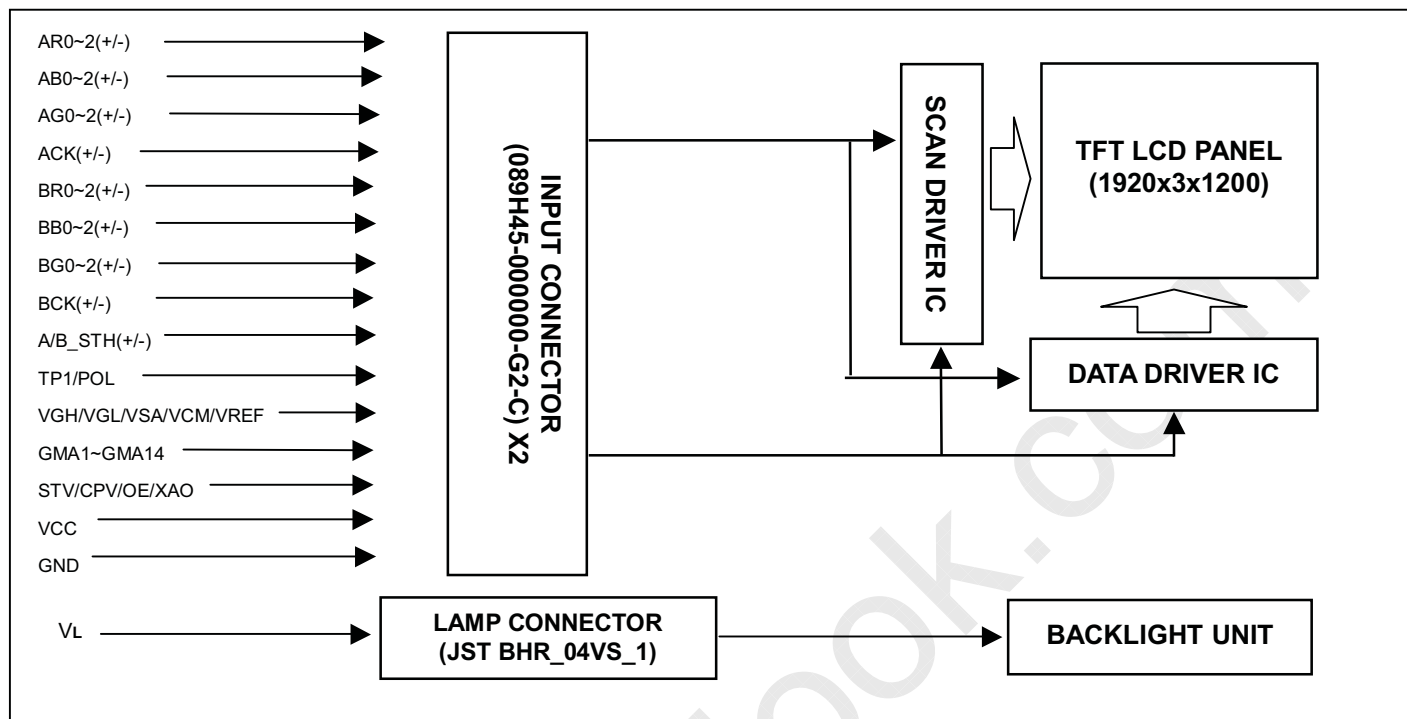 AR0~2(+/-)
AB0~2(+/-)
AG0~2(+/-)
ACK(+/-)
BR0~2(+/-)
BB0~2(+/-)
BG0~2(+/-)
BCK(+/-)
A/B_STH(+/-)
TP1/POL
VGH/VGL/VSA/VCM/VREF
GMA1~GMA14
STV/CPV/OE/XAO
VCC
GND
VL
INPUT CONNECTOR
(089H45-000000-G2-C) X2
SCAN DRIVER IC
TFT LCD PANEL
(1920x3x1200)
DATA DRIVER IC
LAMP CONNECTOR
(JST BHR_04VS_1)
BACKLIGHT UNIT
ook.com